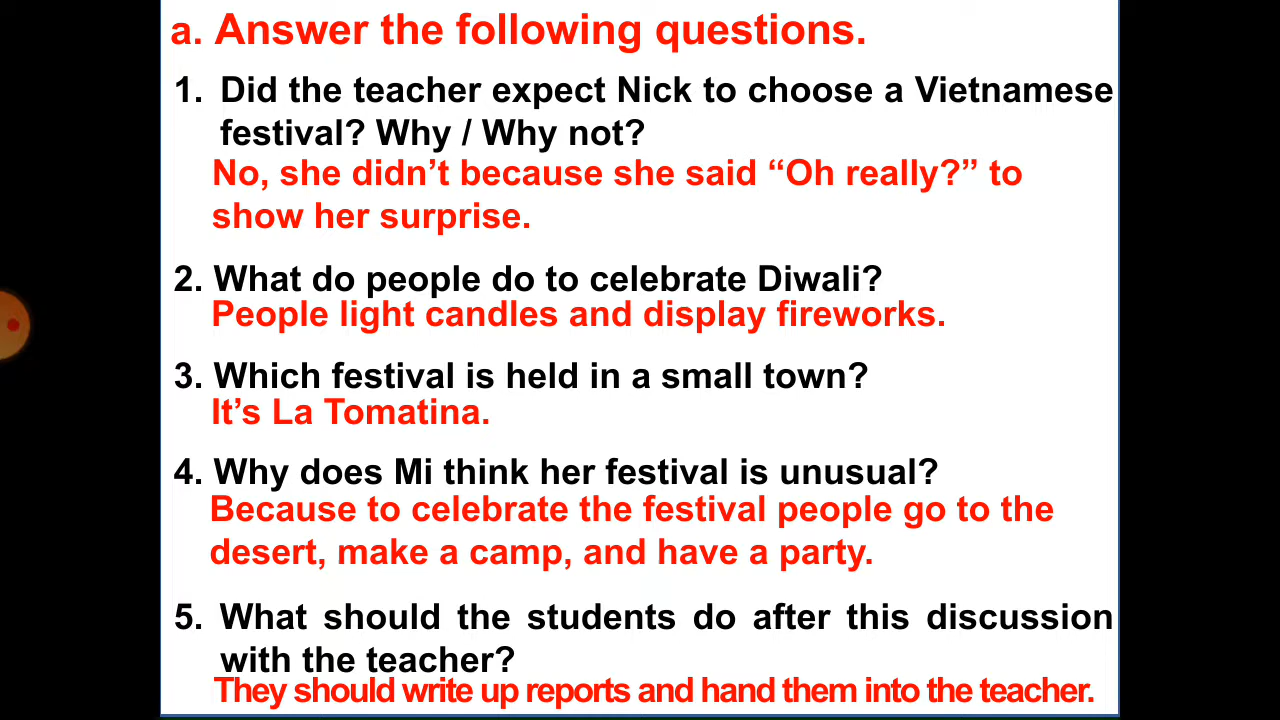 a. Answer the following questions.
1. Did the teacher expect Nick to choose a Vietnamese
festival? Why / Why not?
No, she didn’t because she said “Oh really?” to
show her surprise.
2. What do people do to celebrate Diwali?
People light candles and display fireworks.
3. Which festival is held in a small town?
It’s La Tomatina.
4. Why does Mi think her festival is unusual?
Because to celebrate the festival people go to the
desert, make a camp, and have a party.
5. What should the students do after this discussion
with the teacher?
They should write up reports and hand them into the teacher.